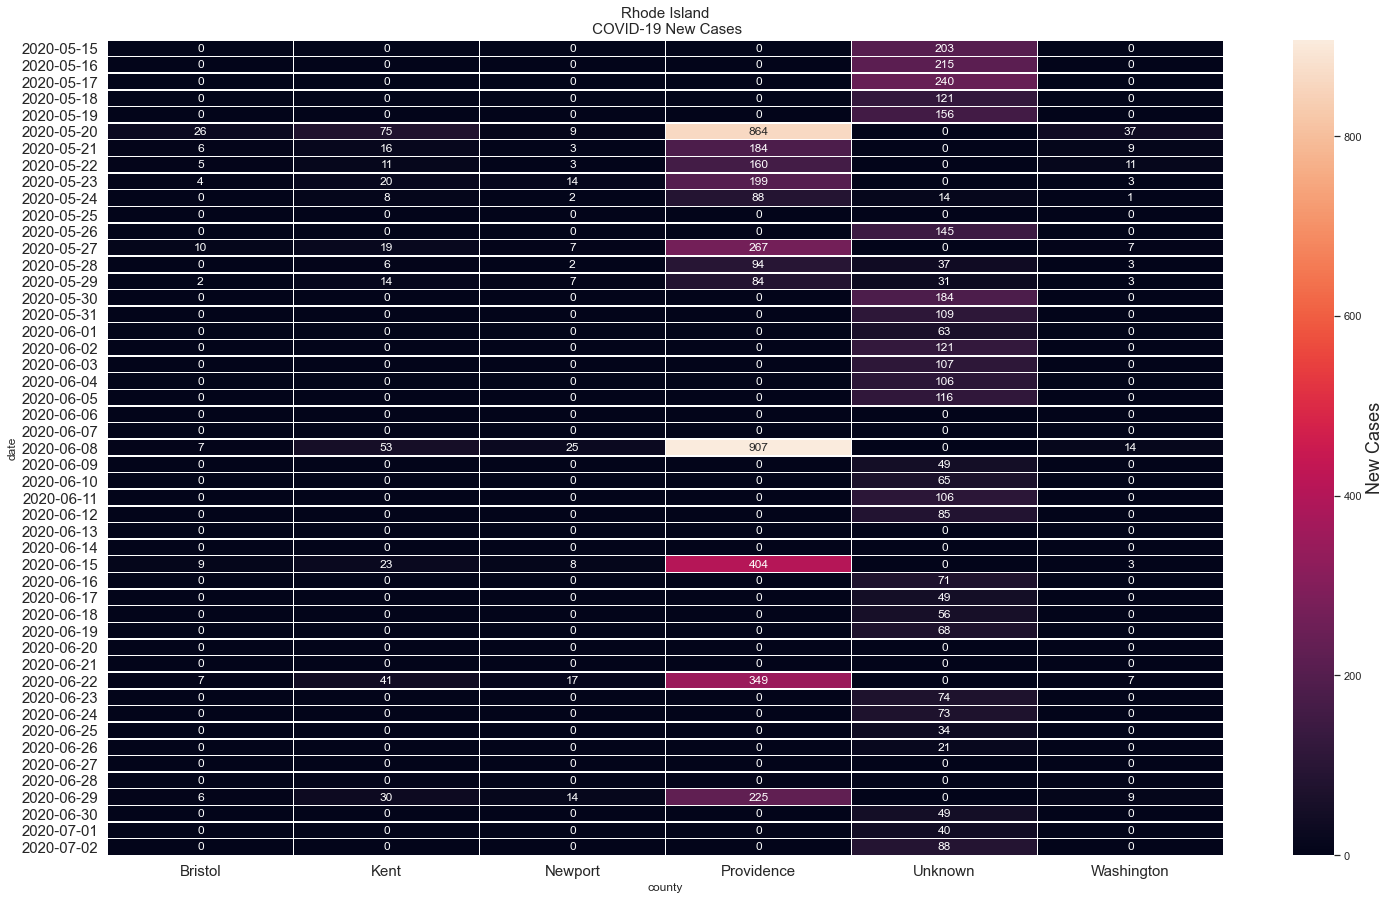 Rhode Island
COVID-19 New Cases
2020-05-15 0 0 0 0 203 0
2020-05-16 0 0 0 0 215 0
2020-05-17 0 0 0 0 240 0
2020-05-18 0 0 0 0 121 0
2020-05-19 0 0 0 0 156 0
2020-05-20 26 75 9 864 0 37
2020-05-21 6 16 3 184 0 9
2020-05-22 5 11 3 160 0 11
2020-05-23 4 20 14 199 0 3
2020-05-24 0 8 2 88 14 1
2020-05-25 0 0 0 0 0 0
2020-05-26 0 0 0 0 145 0
2020-05-27 10 19 7 267 0 7
2020-05-28 0 6 2 94 37 3
2020-05-29 2 14 7 84 31 3
2020-05-30 0 0 0 0 184 0
2020-05-31 0 0 0 0 109 0
2020-06-01 0 0 0 0 63 0
2020-06-02 0 0 0 0 121 0
2020-06-03 0 0 0 0 107 0
2020-06-04 0 0 0 0 106 0
2020-06-05 0 0 0 0 116 0
2020-06-06 0 0 0 0 0 0
2020-06-07 0 0 0 0 0 0
2020-06-08 7 53 25 907 0 14
2020-06-09 0 0 0 0 49 0
2020-06-10 0 0 0 0 65 0
2020-06-11 0 0 0 0 106 0
2020-06-12 0 0 0 0 85 0
2020-06-13 0 0 0 0 0 0
2020-06-14 0 0 0 0 0 0
2020-06-15 9 23 8 404 0 3
2020-06-16 0 0 0 0 71 0
2020-06-17 0 0 0 0 49 0
2020-06-18 0 0 0 0 56 0
2020-06-19 0 0 0 0 68 0
2020-06-20 0 0 0 0 0 0
2020-06-21 0 0 0 0 0 0
2020-06-22 7 41 17 349 0 7
2020-06-23 0 0 0 0 74 0
2020-06-24 0 0 0 0 73 0
2020-06-25 0 0 0 0 34 0
2020-06-26 0 0 0 0 21 0
2020-06-27 0 0 0 0 0 0
2020-06-28 0 0 0 0 0 0
2020-06-29 6 30 14 225 0 9
2020-06-30 0 0 0 0 49 0
2020-07-01 0 0 0 0 40 0
2020-07-02 0 0 0 0 88 0
Bristol Kent Newport Providence Unknown Washington
county
date
800
600
400
200
0
New Cases